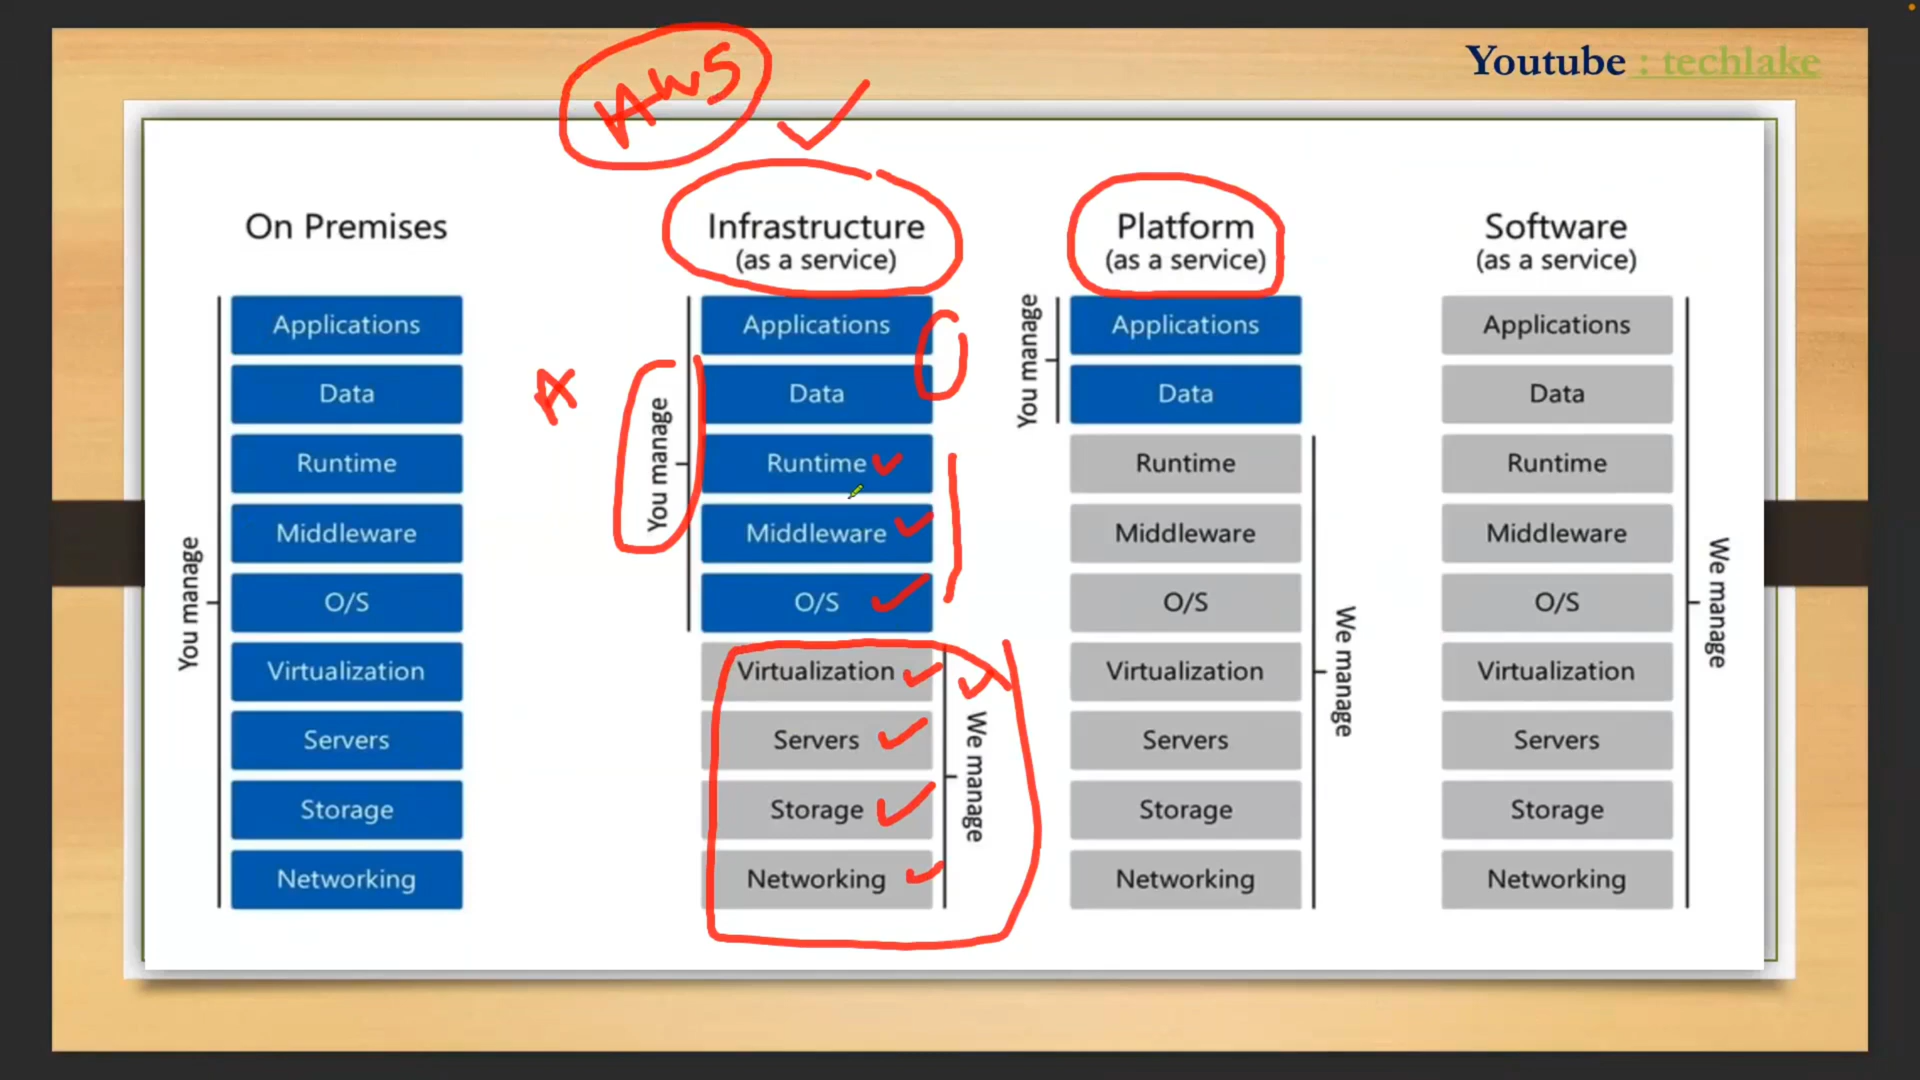 Youtube : techlake
AWS
On Premises
Applications
Data
Runtime
Middleware
O/S
Virtualization
Servers
Storage
Networking
You manage
A
Infrastructure
(as a service)
Applications
Data
Runtime
Middleware
O/S
Virtualization
Servers
Storage
Networking
You manage
We manage
Platform
(as a service)
Applications
Data
Runtime
Middleware
O/S
Virtualization
Servers
Storage
Networking
You manage
We manage
Software
(as a service)
Applications
Data
Runtime
Middleware
O/S
Virtualization
Servers
Storage
Networking
We manage